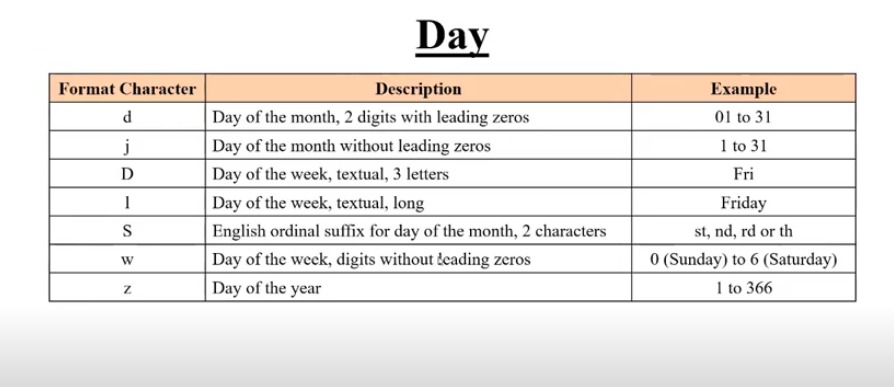 Day
Format Character Description Example
d Day of the month, 2 digits with leading zeros 01 to 31
j Day of the month without leading zeros 1 to 31
D Day of the week, textual, 3 letters Fri
l Day of the week, textual, long Friday
S English ordinal suffix for day of the month, 2 characters st, nd, rd or th
w Day of the week, digits without leading zeros 0 (Sunday) to 6 (Saturday)
z Day of the year 1 to 366